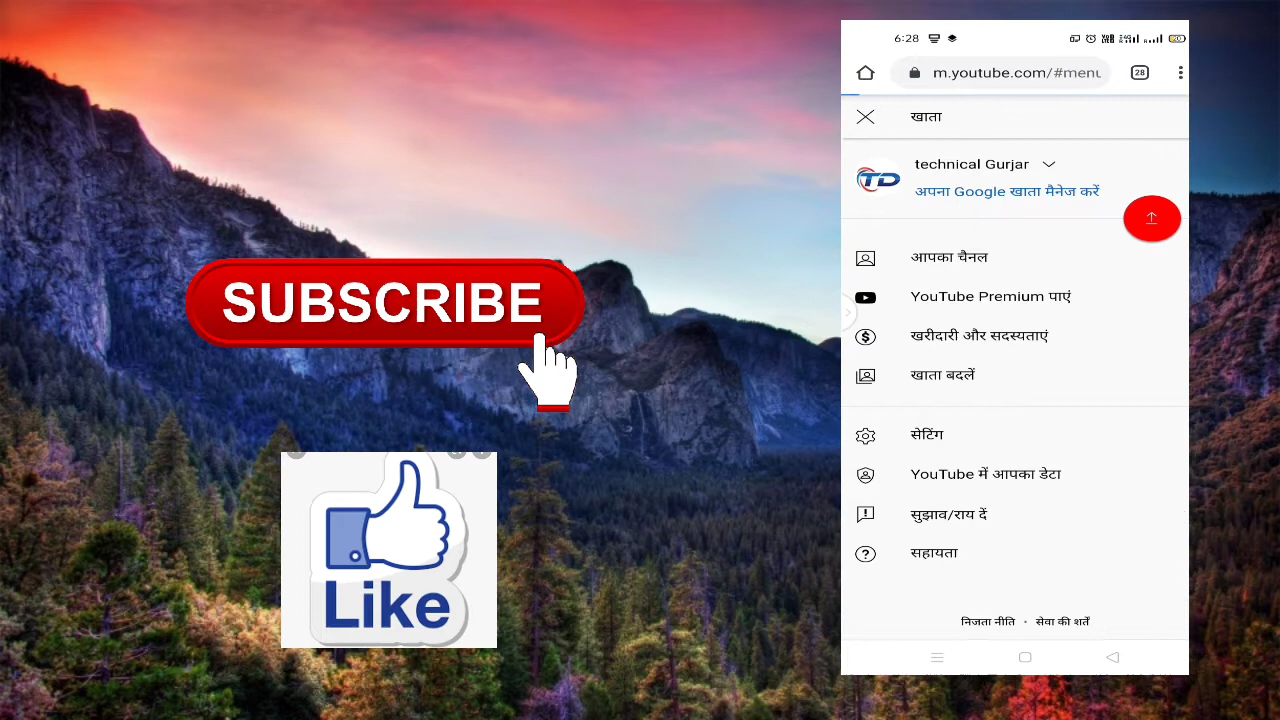 SUBSCRIBE
Like
6:28
m.youtube.com/#menu
28
खाता
TD
technical Gurjar
अपना Google खाता मैनेज करें
आपका चैनल
YouTube Premium पाएं
खरीदारी और सदस्यताएं
खाता बदलें
सेटिंग
YouTube में आपका डेटा
सुझाव/राय दें
सहायता
निजता नीति · सेवा की शर्तें